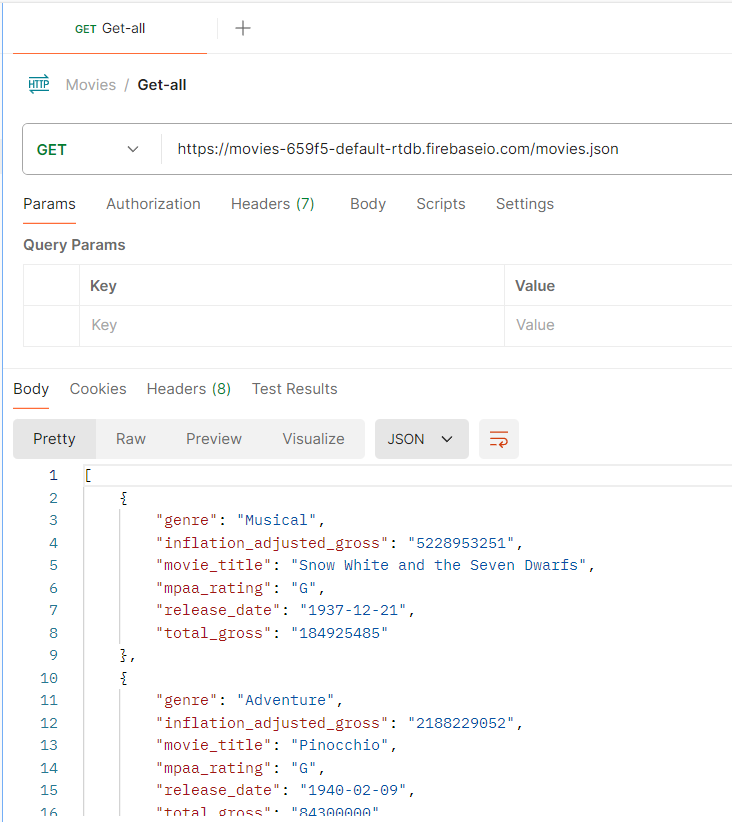 GET Get-all
HTTP Movies / Get-all
GET https://movies-659f5-default-rtdb.firebaseio.com/movies.json
Params Authorization Headers (7) Body Scripts Settings
Query Params
Key Value
Key Value
Body Cookies Headers (8) Test Results
Pretty Raw Preview Visualize JSON
1 [
2 {
3 "genre": "Musical",
4 "inflation_adjusted_gross": "5228953251",
5 "movie_title": "Snow White and the Seven Dwarfs",
6 "mpaa_rating": "G",
7 "release_date": "1937-12-21",
8 "total_gross": "184925485"
9 },
10 {
11 "genre": "Adventure",
12 "inflation_adjusted_gross": "2188229052",
13 "movie_title": "Pinocchio",
14 "mpaa_rating": "G",
15 "release_date": "1940-02-09",
16 "total_gross": "84300000"